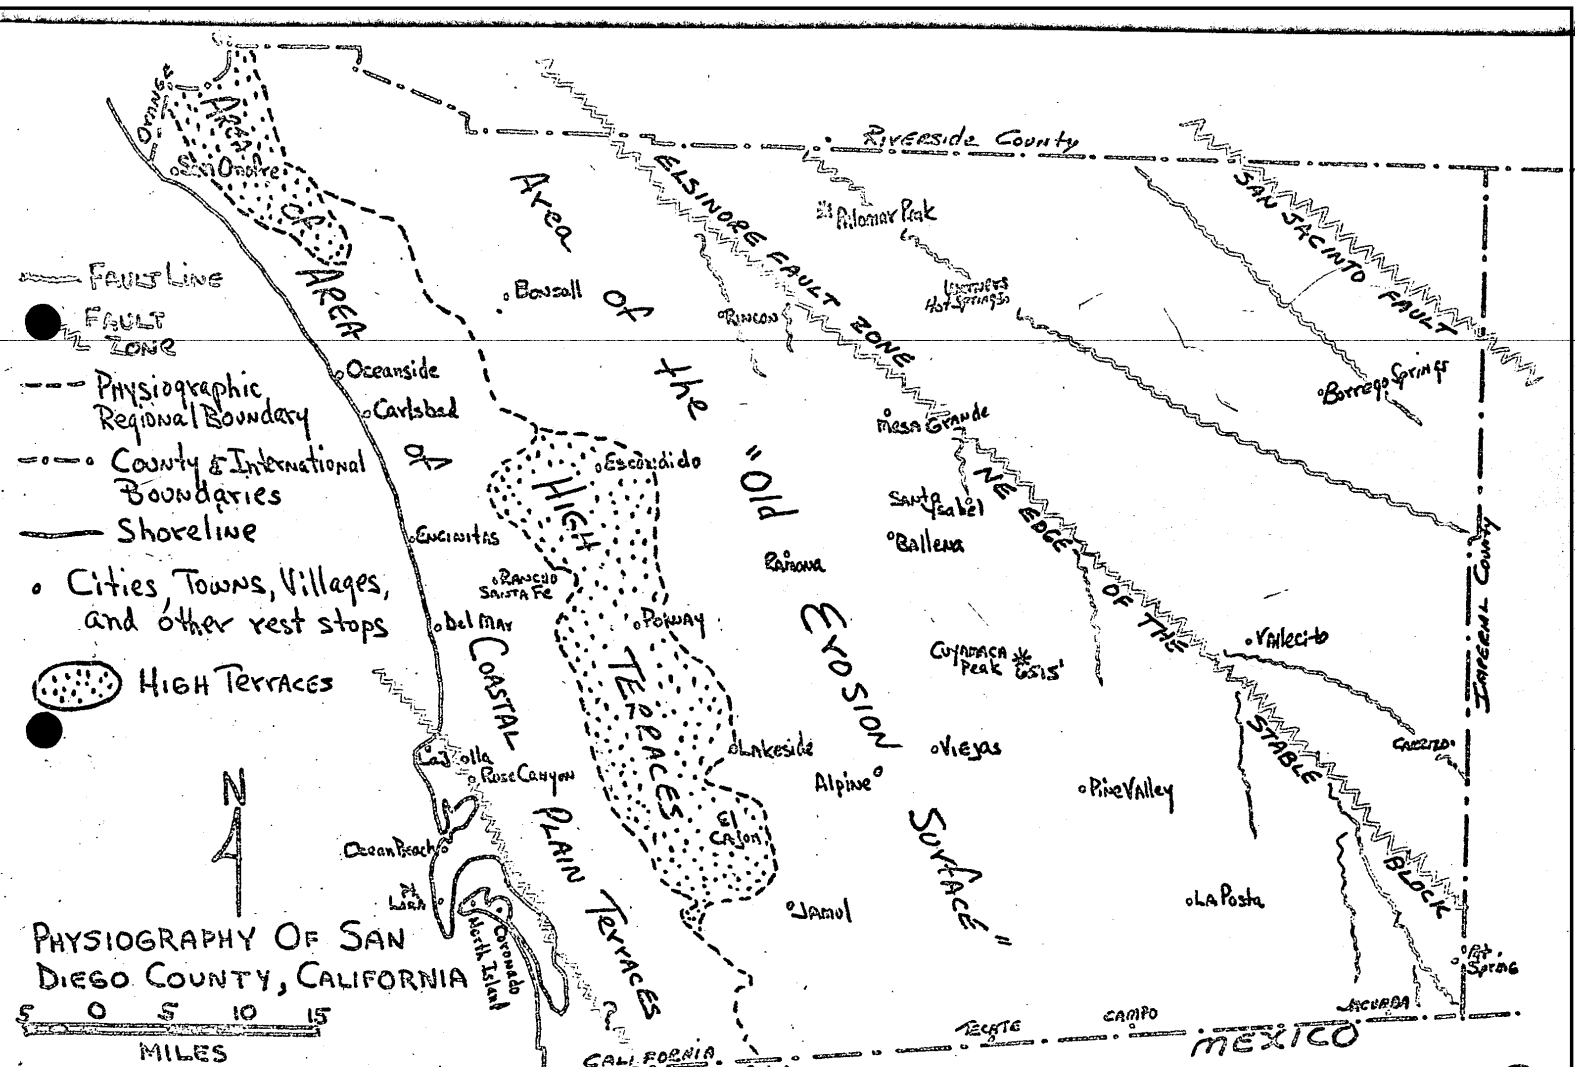 Riverside County
Orange
Area
of
San Onofre
AREA
of
COASTAL
PLAIN
Terraces
Area
of
the
"Old
Erosion
Surface"
ELSINORE FAULT ZONE
SAN JACINTO FAULT
Palomar Peak
Warners
Hot Springs
Bonsall
Rincon
Oceanside
Carlsbad
Borrego Springs
Mesa Grande
Escondido
HIGH
TERRACES
NE EDGE OF THE STABLE BLOCK
Santa
Ysabel
Encinitas
Ballena
Ramona
Rancho
Santa Fe
Imperial County
Del Mar
Poway
Vallecito
Cuyamaca
Peak 6515'
La Jolla
Rose Canyon
Lakeside
Viejas
Alpine
Pine Valley
El
Cajon
Ocean Beach
Loma
North Island
Coronado
Jamul
La Posta
Spring
Jacumba
Campo
Tecate
MEXICO
CALIFORNIA
FAULT LINE
FAULT
ZONE
Physiographic
Regional Boundary
County & International
Boundaries
Shoreline
Cities, Towns, Villages,
and other rest stops
HIGH TERRACES
N
PHYSIOGRAPHY OF SAN
DIEGO COUNTY, CALIFORNIA
5 0 5 10 15
MILES